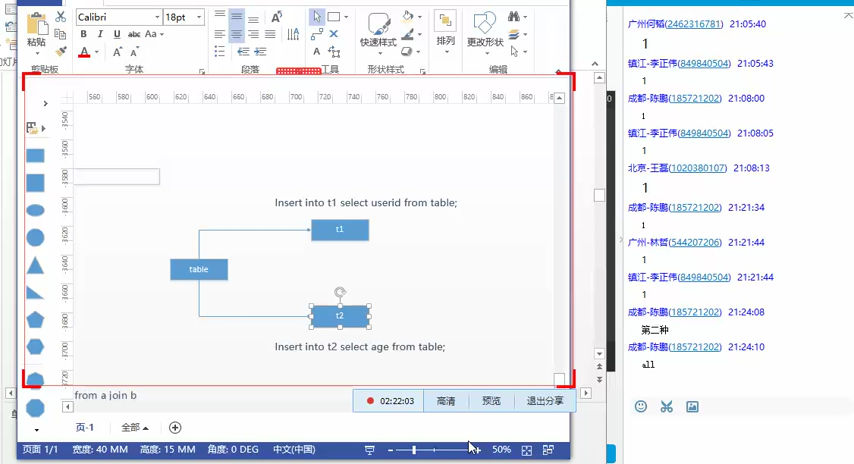 Calibri
18pt
粘贴
B I U abc Aa A
剪贴板
字体
段落
工具
快速样式
形状样式
排列
更改形状
编辑
560 580 600 620 640 660 680 700 720 740 760 780 800 820 840 860
Insert into t1 select userid from table;
t1
table
t2
Insert into t2 select age from table;
from a join b
02:22:03 高清 预览 退出分享
页-1 全部
页面 1/1 宽度: 40 MM 高度: 15 MM 角度: 0 DEG 中文(中国) 50%
广州何韬(2462316781) 21:05:40
1
镇江-李正伟(849840504) 21:05:43
1
成都-陈鹏(185721202) 21:08:00
1
镇江-李正伟(849840504) 21:08:05
1
北京-王磊(1020380107) 21:08:13
1
成都-陈鹏(185721202) 21:21:34
1
广州-林哲(544207206) 21:21:44
1
镇江-李正伟(849840504) 21:21:44
1
成都-陈鹏(185721202) 21:24:08
第二种
成都-陈鹏(185721202) 21:24:10
all